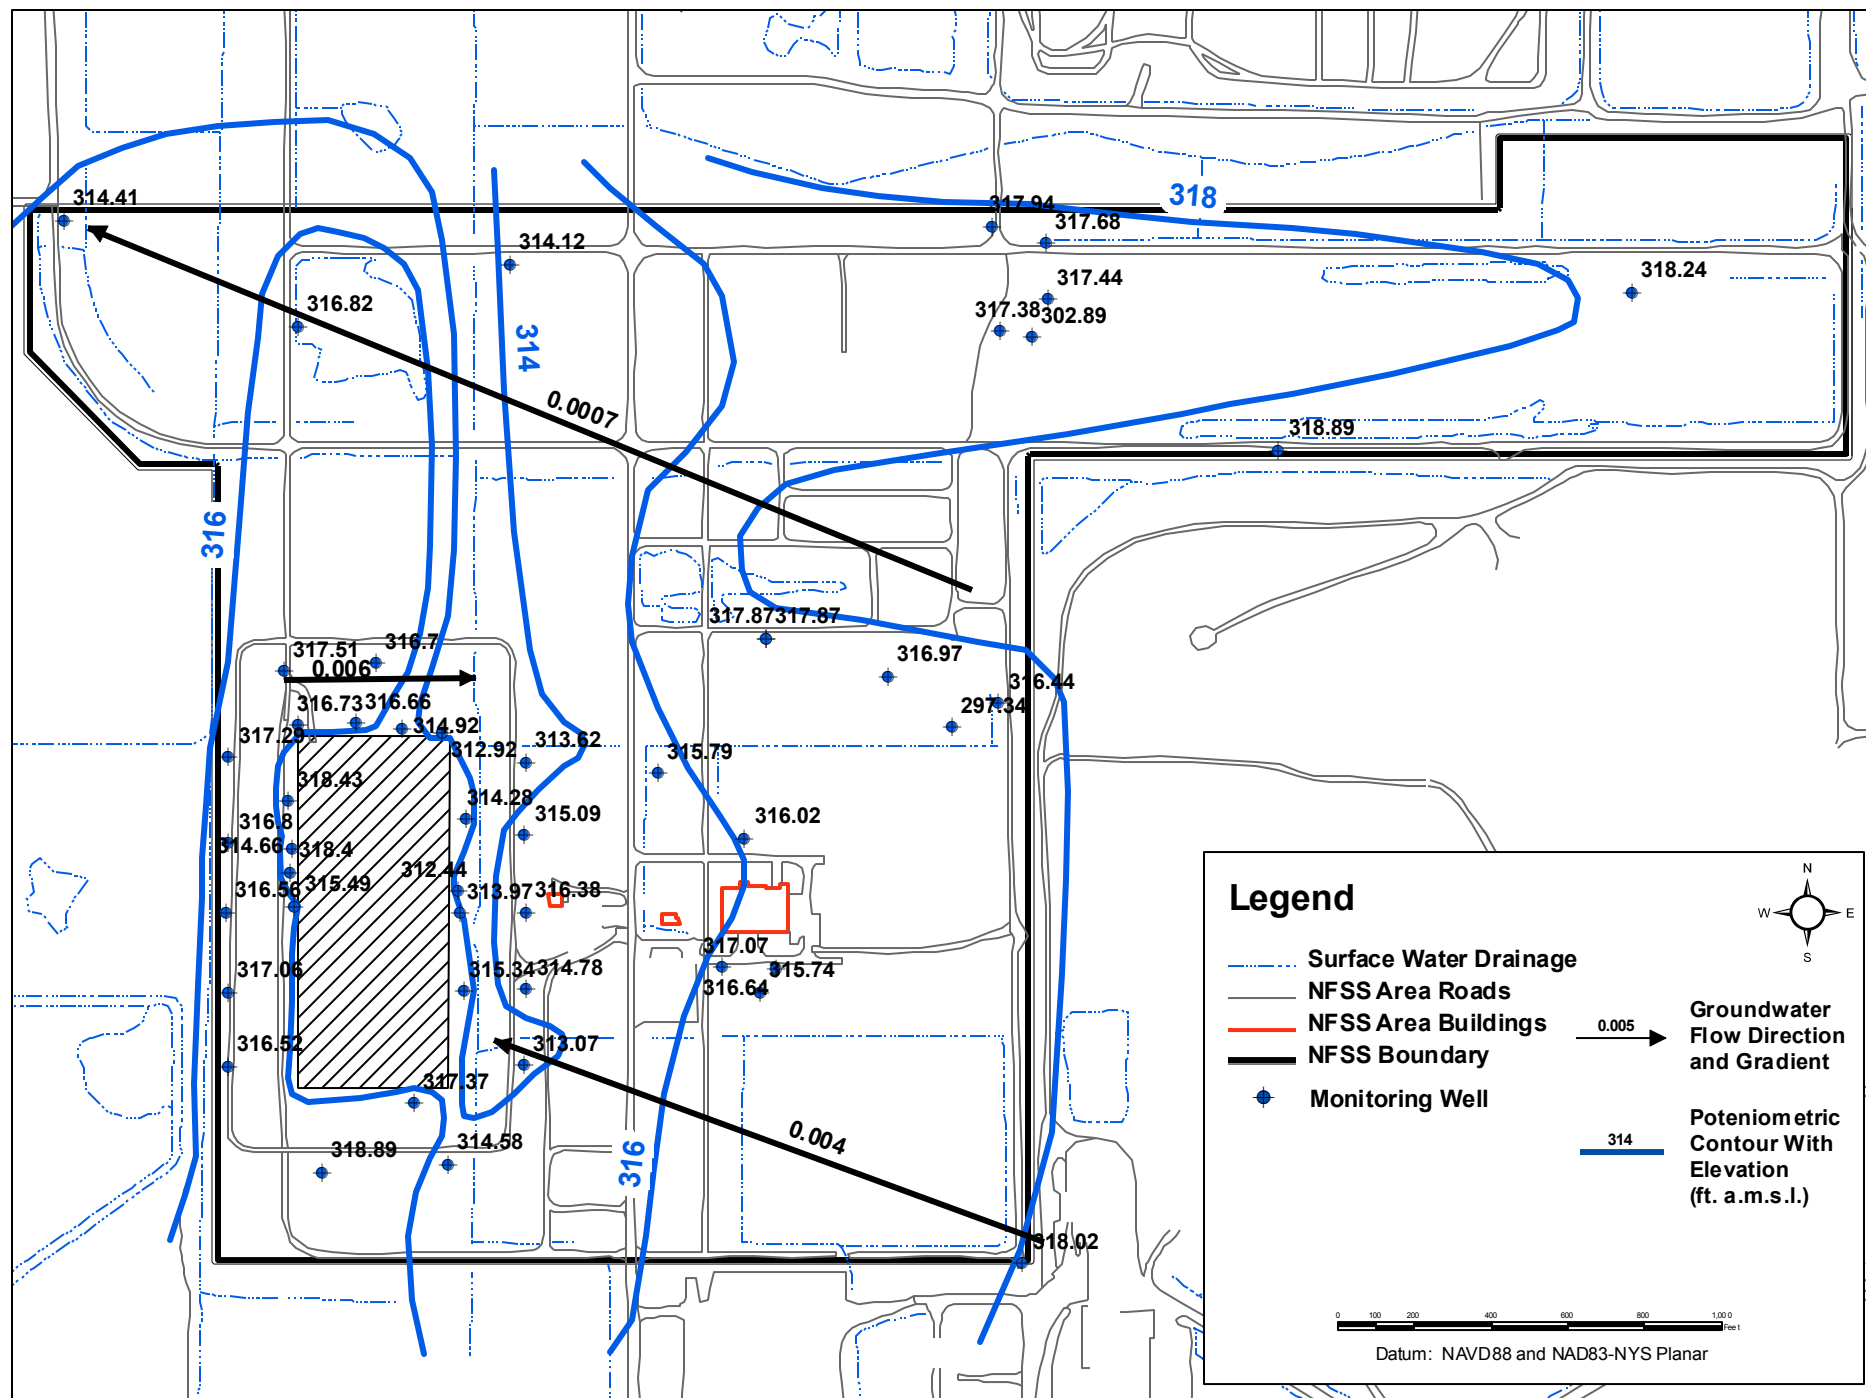 318
314.41
317.94
317.68
314.12
318.24
317.44
316.82
317.38
302.89
314
0.0007
318.89
316
317.87
317.87
317.51
316.7
0.006
316.97
316.44
297.34
316.73
316.66
314.92
317.29
312.92
313.62
315.79
318.43
314.28
315.09
316.02
316.8
314.66
318.4
312.44
316.56
315.49
313.97
316.38
317.07
315.74
317.06
315.34
314.78
316.64
316.52
313.07
317.37
0.004
318.89
314.58
316
318.02
Legend
N
W
E
S
Surface Water Drainage
NFSS Area Roads
NFSS Area Buildings
NFSS Boundary
Monitoring Well
0.005
Groundwater
Flow Direction
and Gradient
314
Poteniometric
Contour With
Elevation
(ft. a.m.s.l.)
0 100 200 400 600 800 1,000
Feet
Datum: NAVD88 and NAD83-NYS Planar